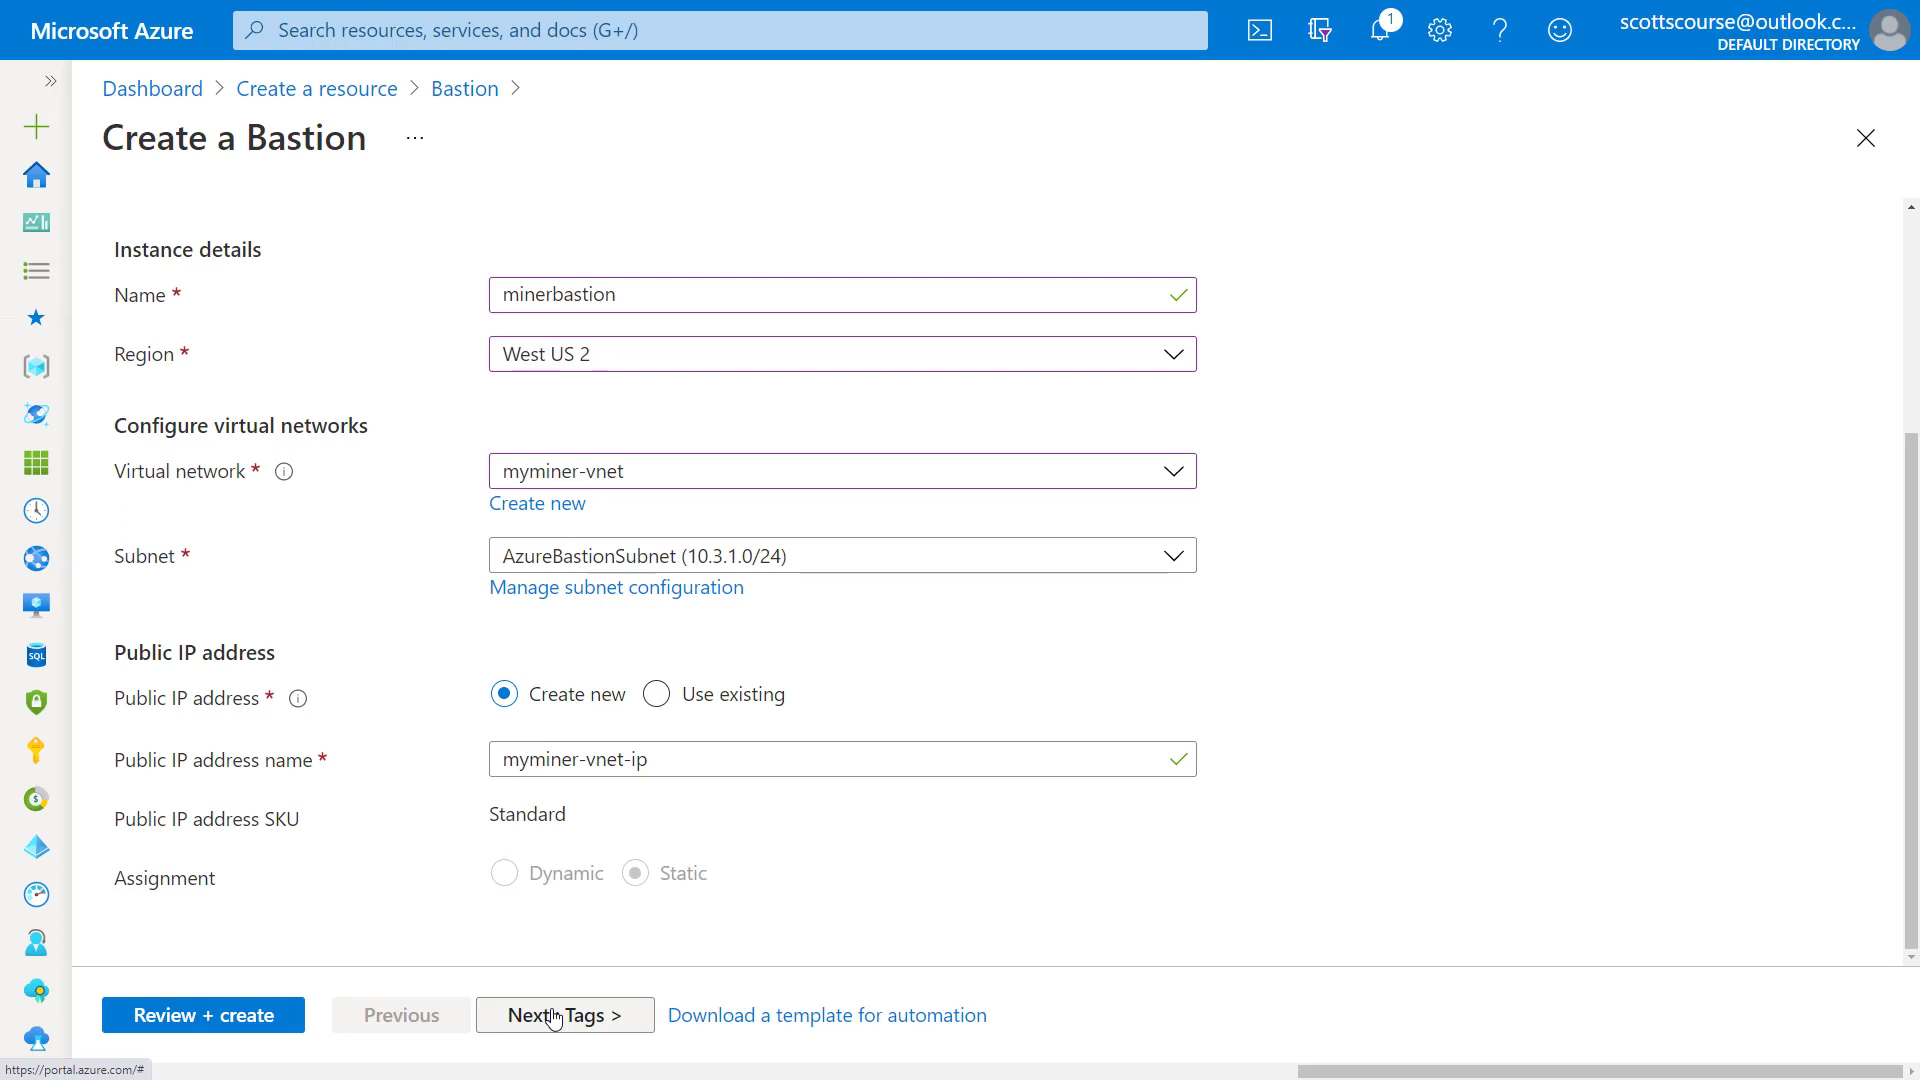 Microsoft Azure
Search resources, services, and docs (G+/)
1
scottscourse@outlook.c...
DEFAULT DIRECTORY
Dashboard > Create a resource > Bastion >
Create a Bastion ...
Instance details
Name *
minerbastion
Region *
West US 2
Configure virtual networks
Virtual network *
myminer-vnet
Create new
Subnet *
AzureBastionSubnet (10.3.1.0/24)
Manage subnet configuration
Public IP address
Public IP address *
Create new
Use existing
Public IP address name *
myminer-vnet-ip
Public IP address SKU
Standard
Assignment
Dynamic
Static
Review + create
Previous
Next : Tags >
Download a template for automation
https://portal.azure.com/#
SQL